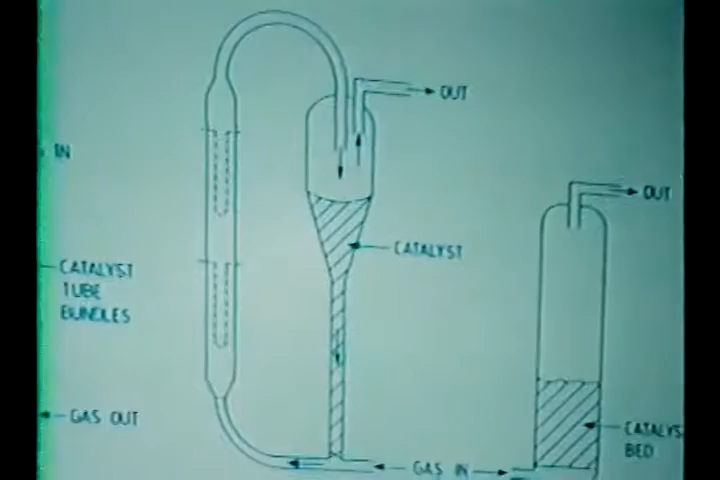 OUT
IN
OUT
CATALYST
CATALYST
TUBE
BUNDLES
GAS OUT
CATALYS
BED
GAS IN